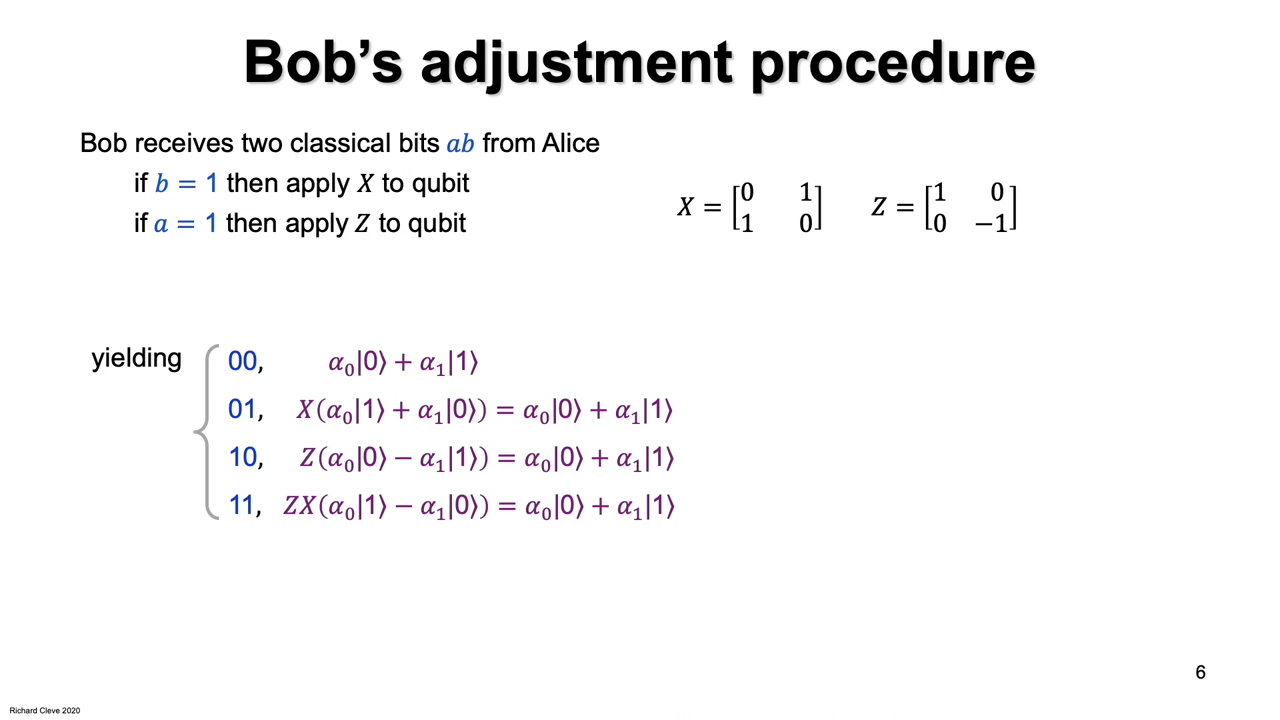 Bob’s adjustment procedure
Bob receives two classical bits 𝑎𝑏 from Alice
if 𝑏 = 1 then apply 𝑋 to qubit
if 𝑎 = 1 then apply 𝑍 to qubit
𝑋 = [0 1
1 0]
𝑍 = [1 0
0 −1]
yielding
00, 𝛼₀|0⟩ + 𝛼₁|1⟩
01, 𝑋(𝛼₀|1⟩ + 𝛼₁|0⟩) = 𝛼₀|0⟩ + 𝛼₁|1⟩
10, 𝑍(𝛼₀|0⟩ − 𝛼₁|1⟩) = 𝛼₀|0⟩ + 𝛼₁|1⟩
11, 𝑍𝑋(𝛼₀|1⟩ − 𝛼₁|0⟩) = 𝛼₀|0⟩ + 𝛼₁|1⟩
6
Richard Cleve 2020